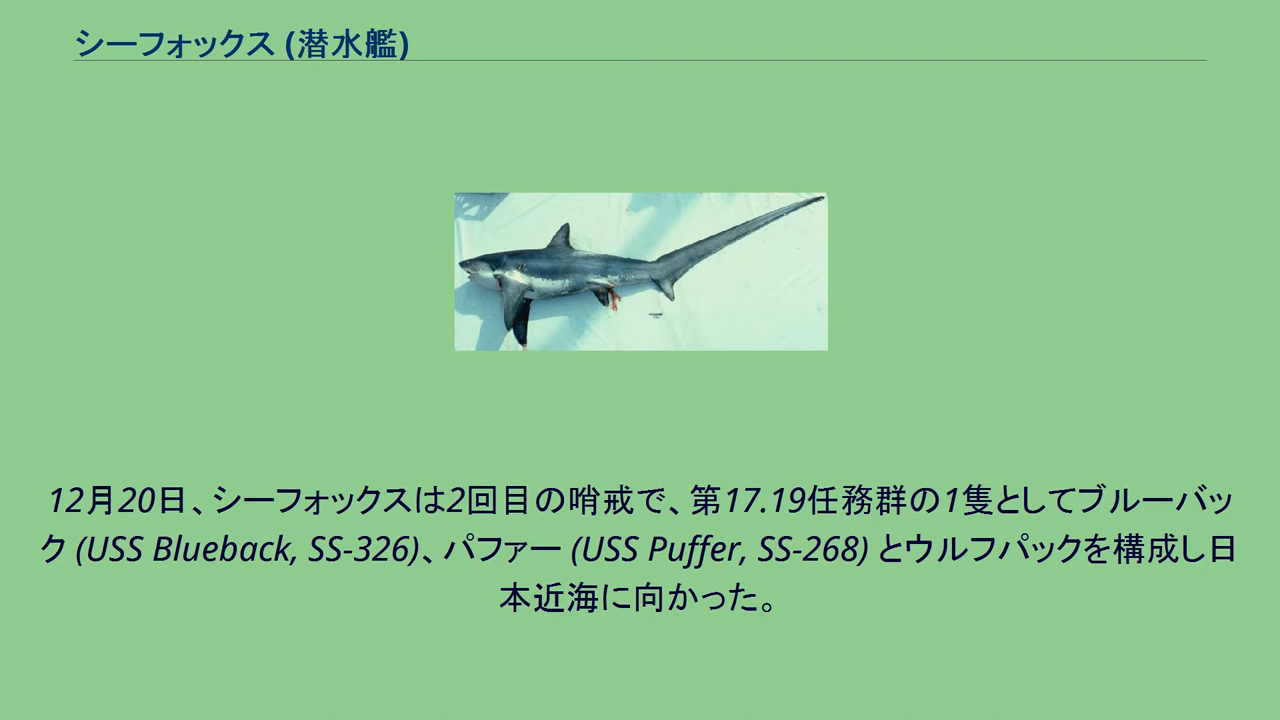 シーフォックス (潜水艦)
12月20日、シーフォックスは2回目の哨戒で、第17.19任務群の1隻としてブルーバッ
ク (USS Blueback, SS-326)、パファー (USS Puffer, SS-268) とウルフパックを構成し日
本近海に向かった。